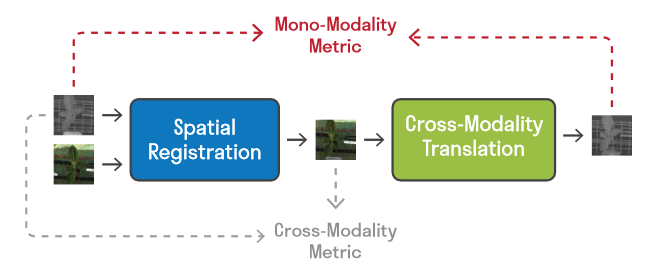 Mono-Modality
Metric
Spatial
Registration
Cross-Modality
Translation
Cross-Modality
Metric